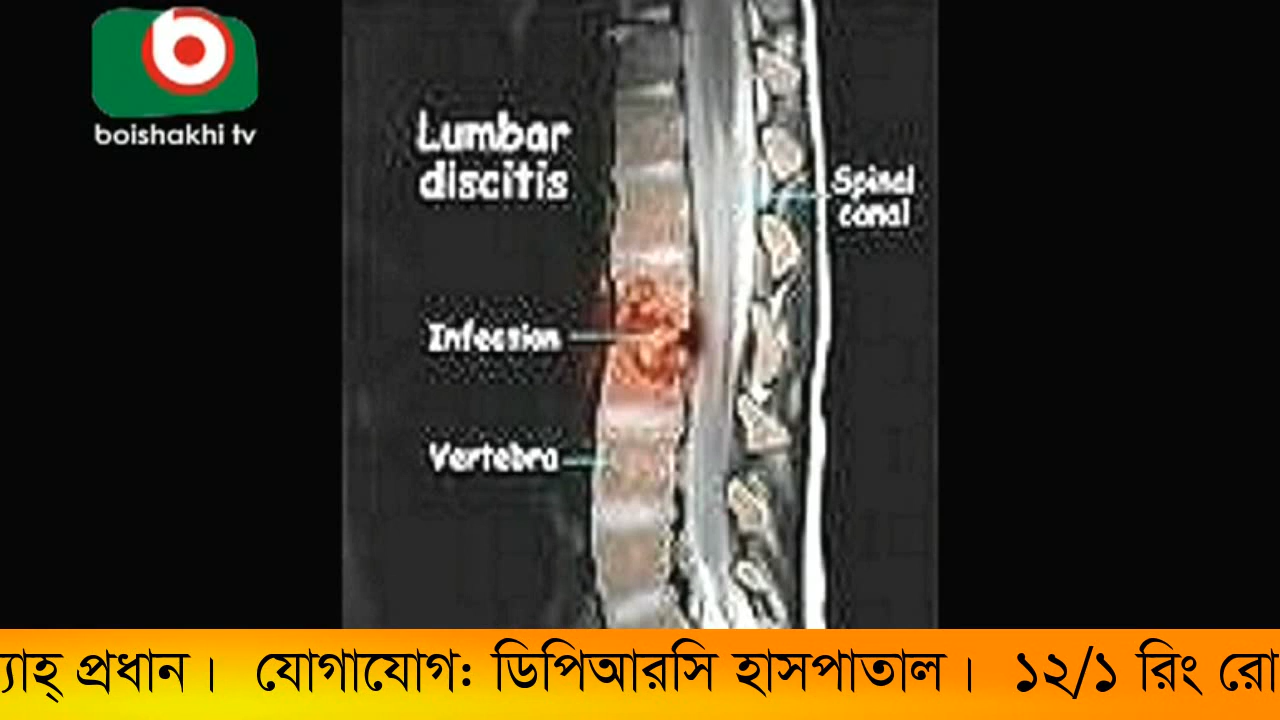 boishakhi tv
Lumbar
discitis
Spinal
canal
Infection
Vertebra
্যাহ্ প্রধান। যোগাযোগ: ডিপিআরসি হাসপাতাল। ১২/১ রিং রো